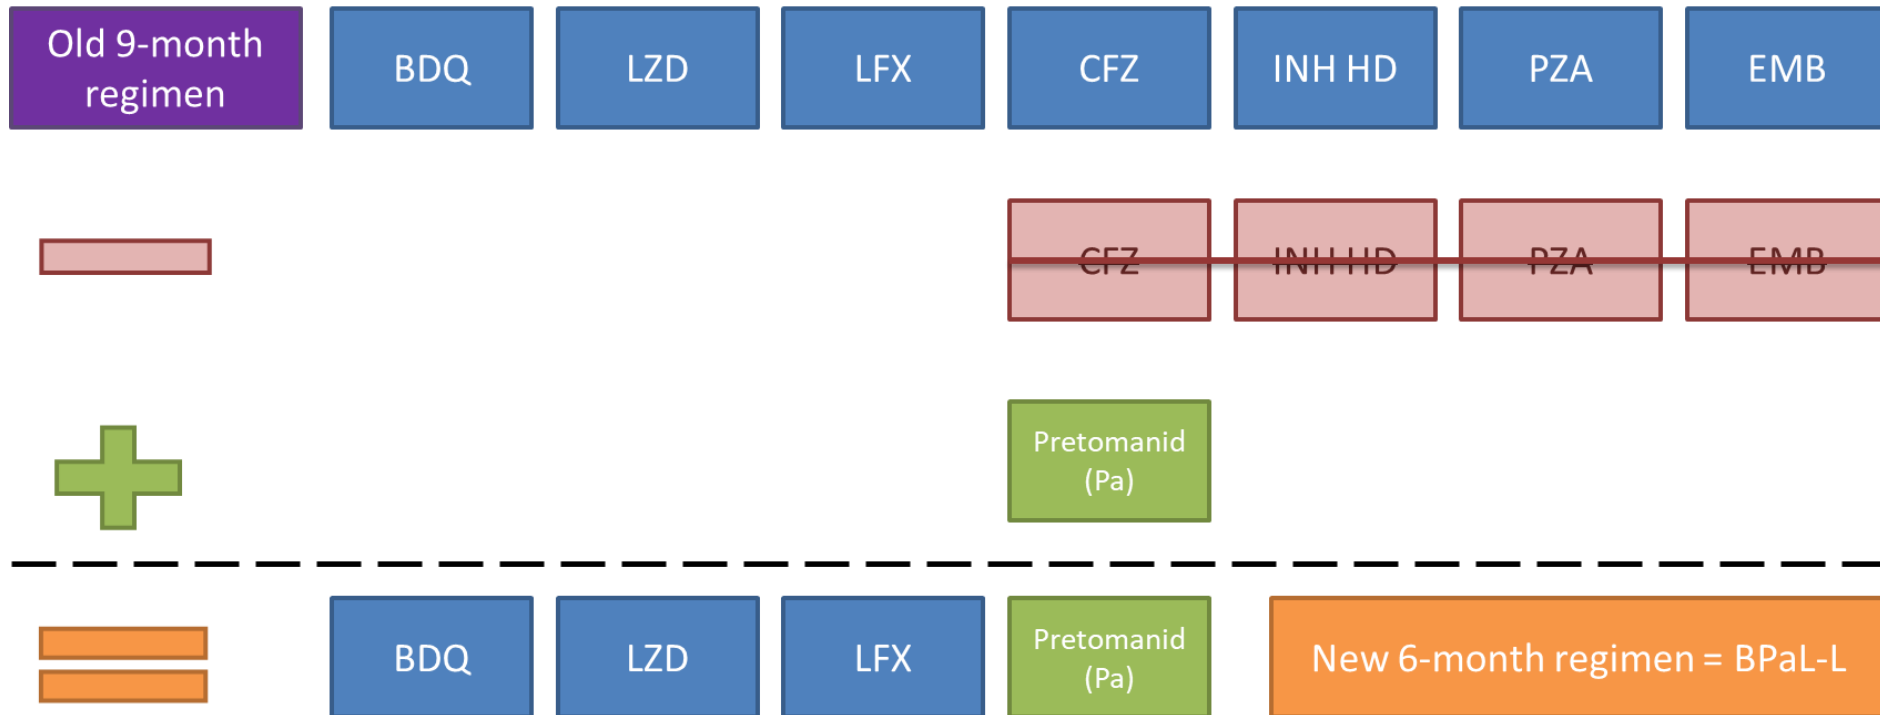 Old 9-month
regimen
BDQ
LZD
LFX
CFZ
INH HD
PZA
EMB
CFZ
INH HD
PZA
EMB
Pretomanid
(Pa)
BDQ
LZD
LFX
Pretomanid
(Pa)
New 6-month regimen = BPaL-L